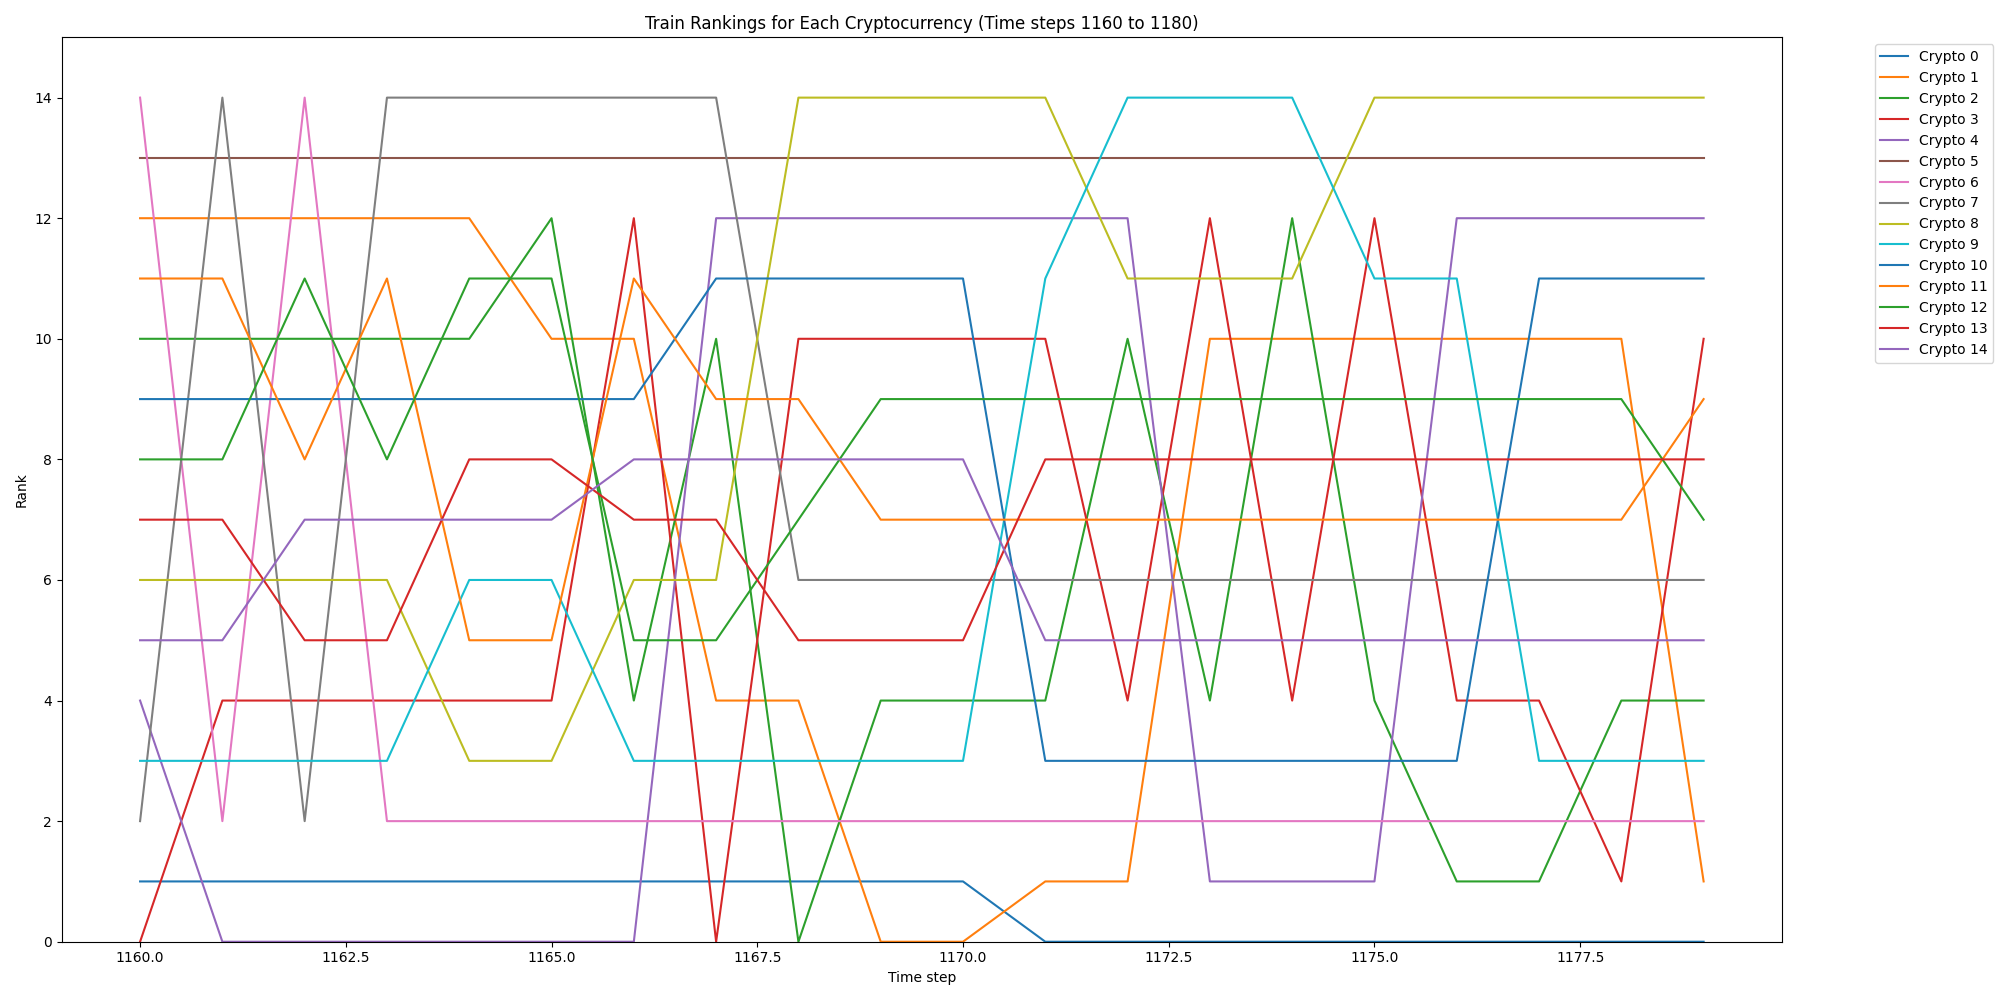 Train Rankings for Each Cryptocurrency (Time steps 1160 to 1180)
Rank
14
12
10
8
6
4
2
0
1160.0
1162.5
1165.0
1167.5
1170.0
1172.5
1175.0
1177.5
Time step
Crypto 0
Crypto 1
Crypto 2
Crypto 3
Crypto 4
Crypto 5
Crypto 6
Crypto 7
Crypto 8
Crypto 9
Crypto 10
Crypto 11
Crypto 12
Crypto 13
Crypto 14